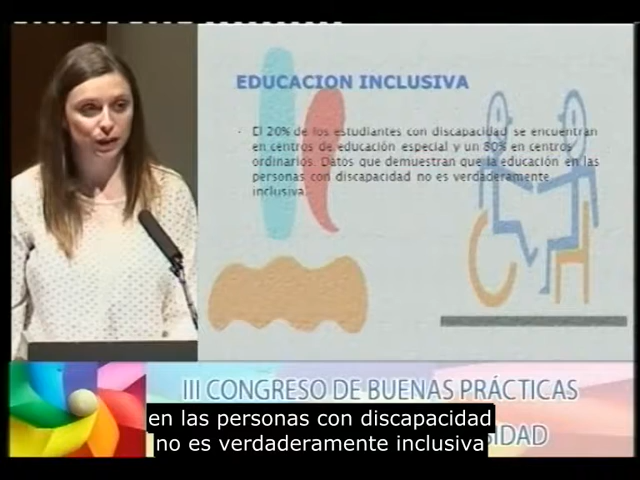 EDUCACION INCLUSIVA
· El 20% de los estudiantes con discapacidad se encuentran
en centros de educación especial y un 80% en centros
ordinarios. Datos que demuestran que la educación en las
personas con discapacidad no es verdaderamente
inclusiva.
III CONGRESO DE BUENAS PRÁCTICAS
en las personas con discapacidad
no es verdaderamente inclusiva